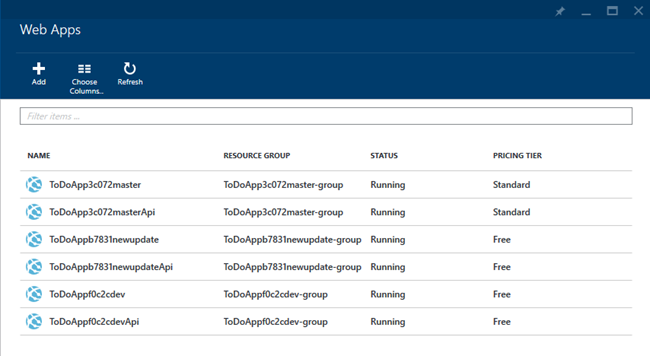 Web Apps
Add Choose Columns... Refresh
Filter items ...
NAME RESOURCE GROUP STATUS PRICING TIER
ToDoApp3c072master ToDoApp3c072master-group Running Standard
ToDoApp3c072masterApi ToDoApp3c072master-group Running Standard
ToDoAppb7831newupdate ToDoAppb7831newupdate-group Running Free
ToDoAppb7831newupdateApi ToDoAppb7831newupdate-group Running Free
ToDoAppf0c2cdev ToDoAppf0c2cdev-group Running Free
ToDoAppf0c2cdevApi ToDoAppf0c2cdev-group Running Free